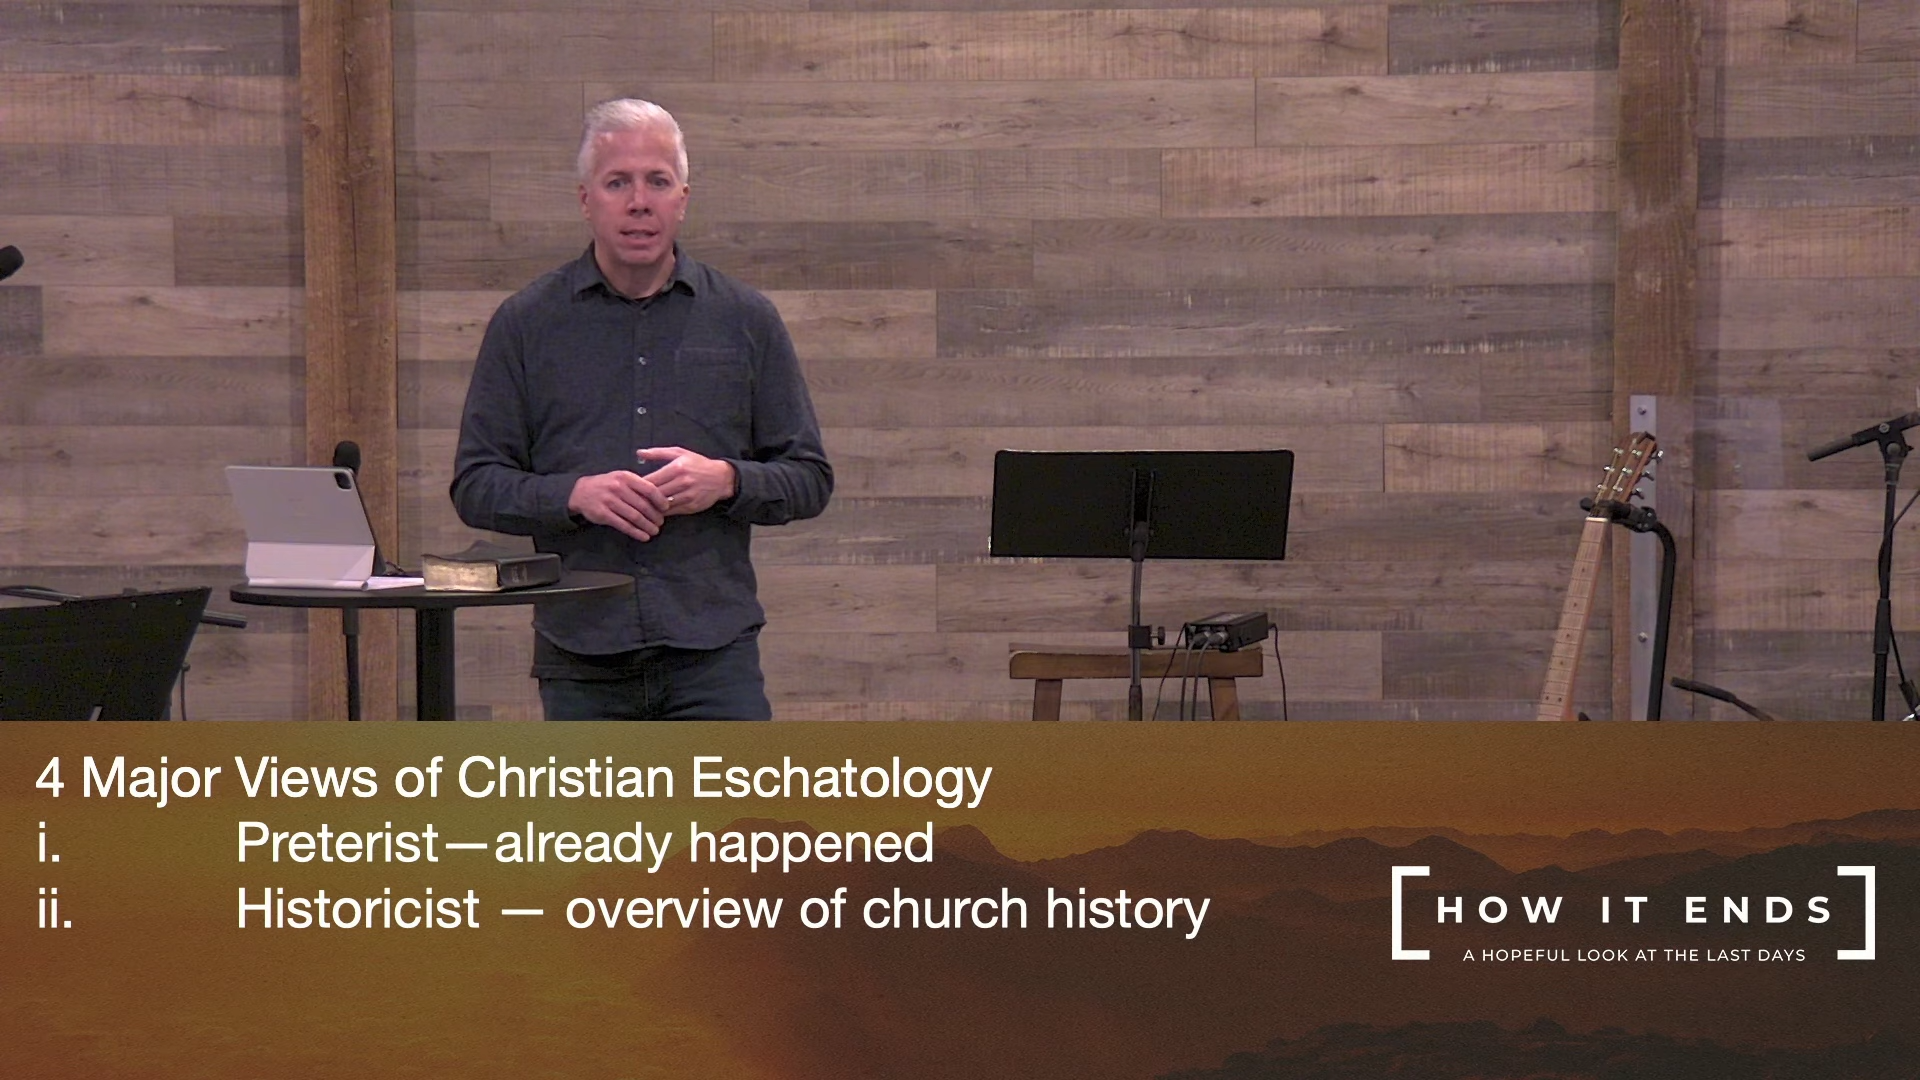 4 Major Views of Christian Eschatology
i. Preterist—already happened
ii. Historicist — overview of church history
[HOW IT ENDS]
A HOPEFUL LOOK AT THE LAST DAYS